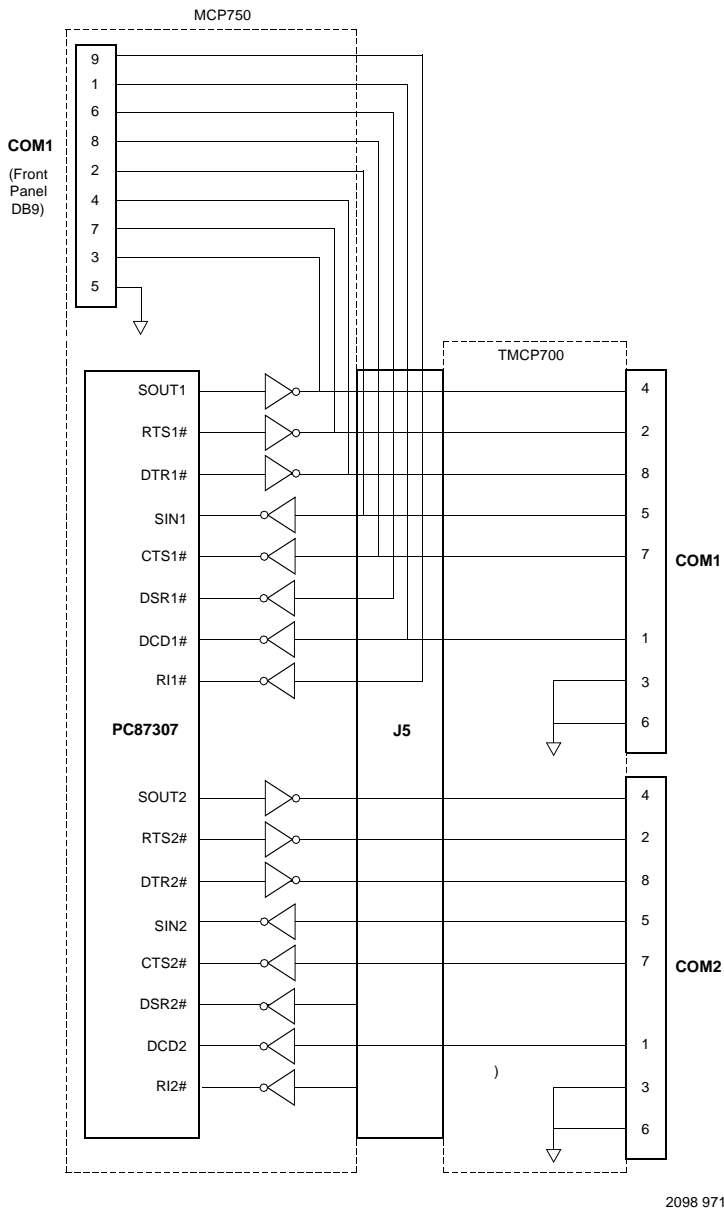 MCP750
9
1
6
8
2
4
7
3
5
COM1
(Front
Panel
DB9)
TMCP700
SOUT1
RTS1#
DTR1#
SIN1
CTS1#
DSR1#
DCD1#
RI1#
PC87307
J5
4
2
8
5
7
1
3
6
COM1
SOUT2
RTS2#
DTR2#
SIN2
CTS2#
DSR2#
DCD2
RI2#
)
4
2
8
5
7
1
3
6
COM2
2098 971